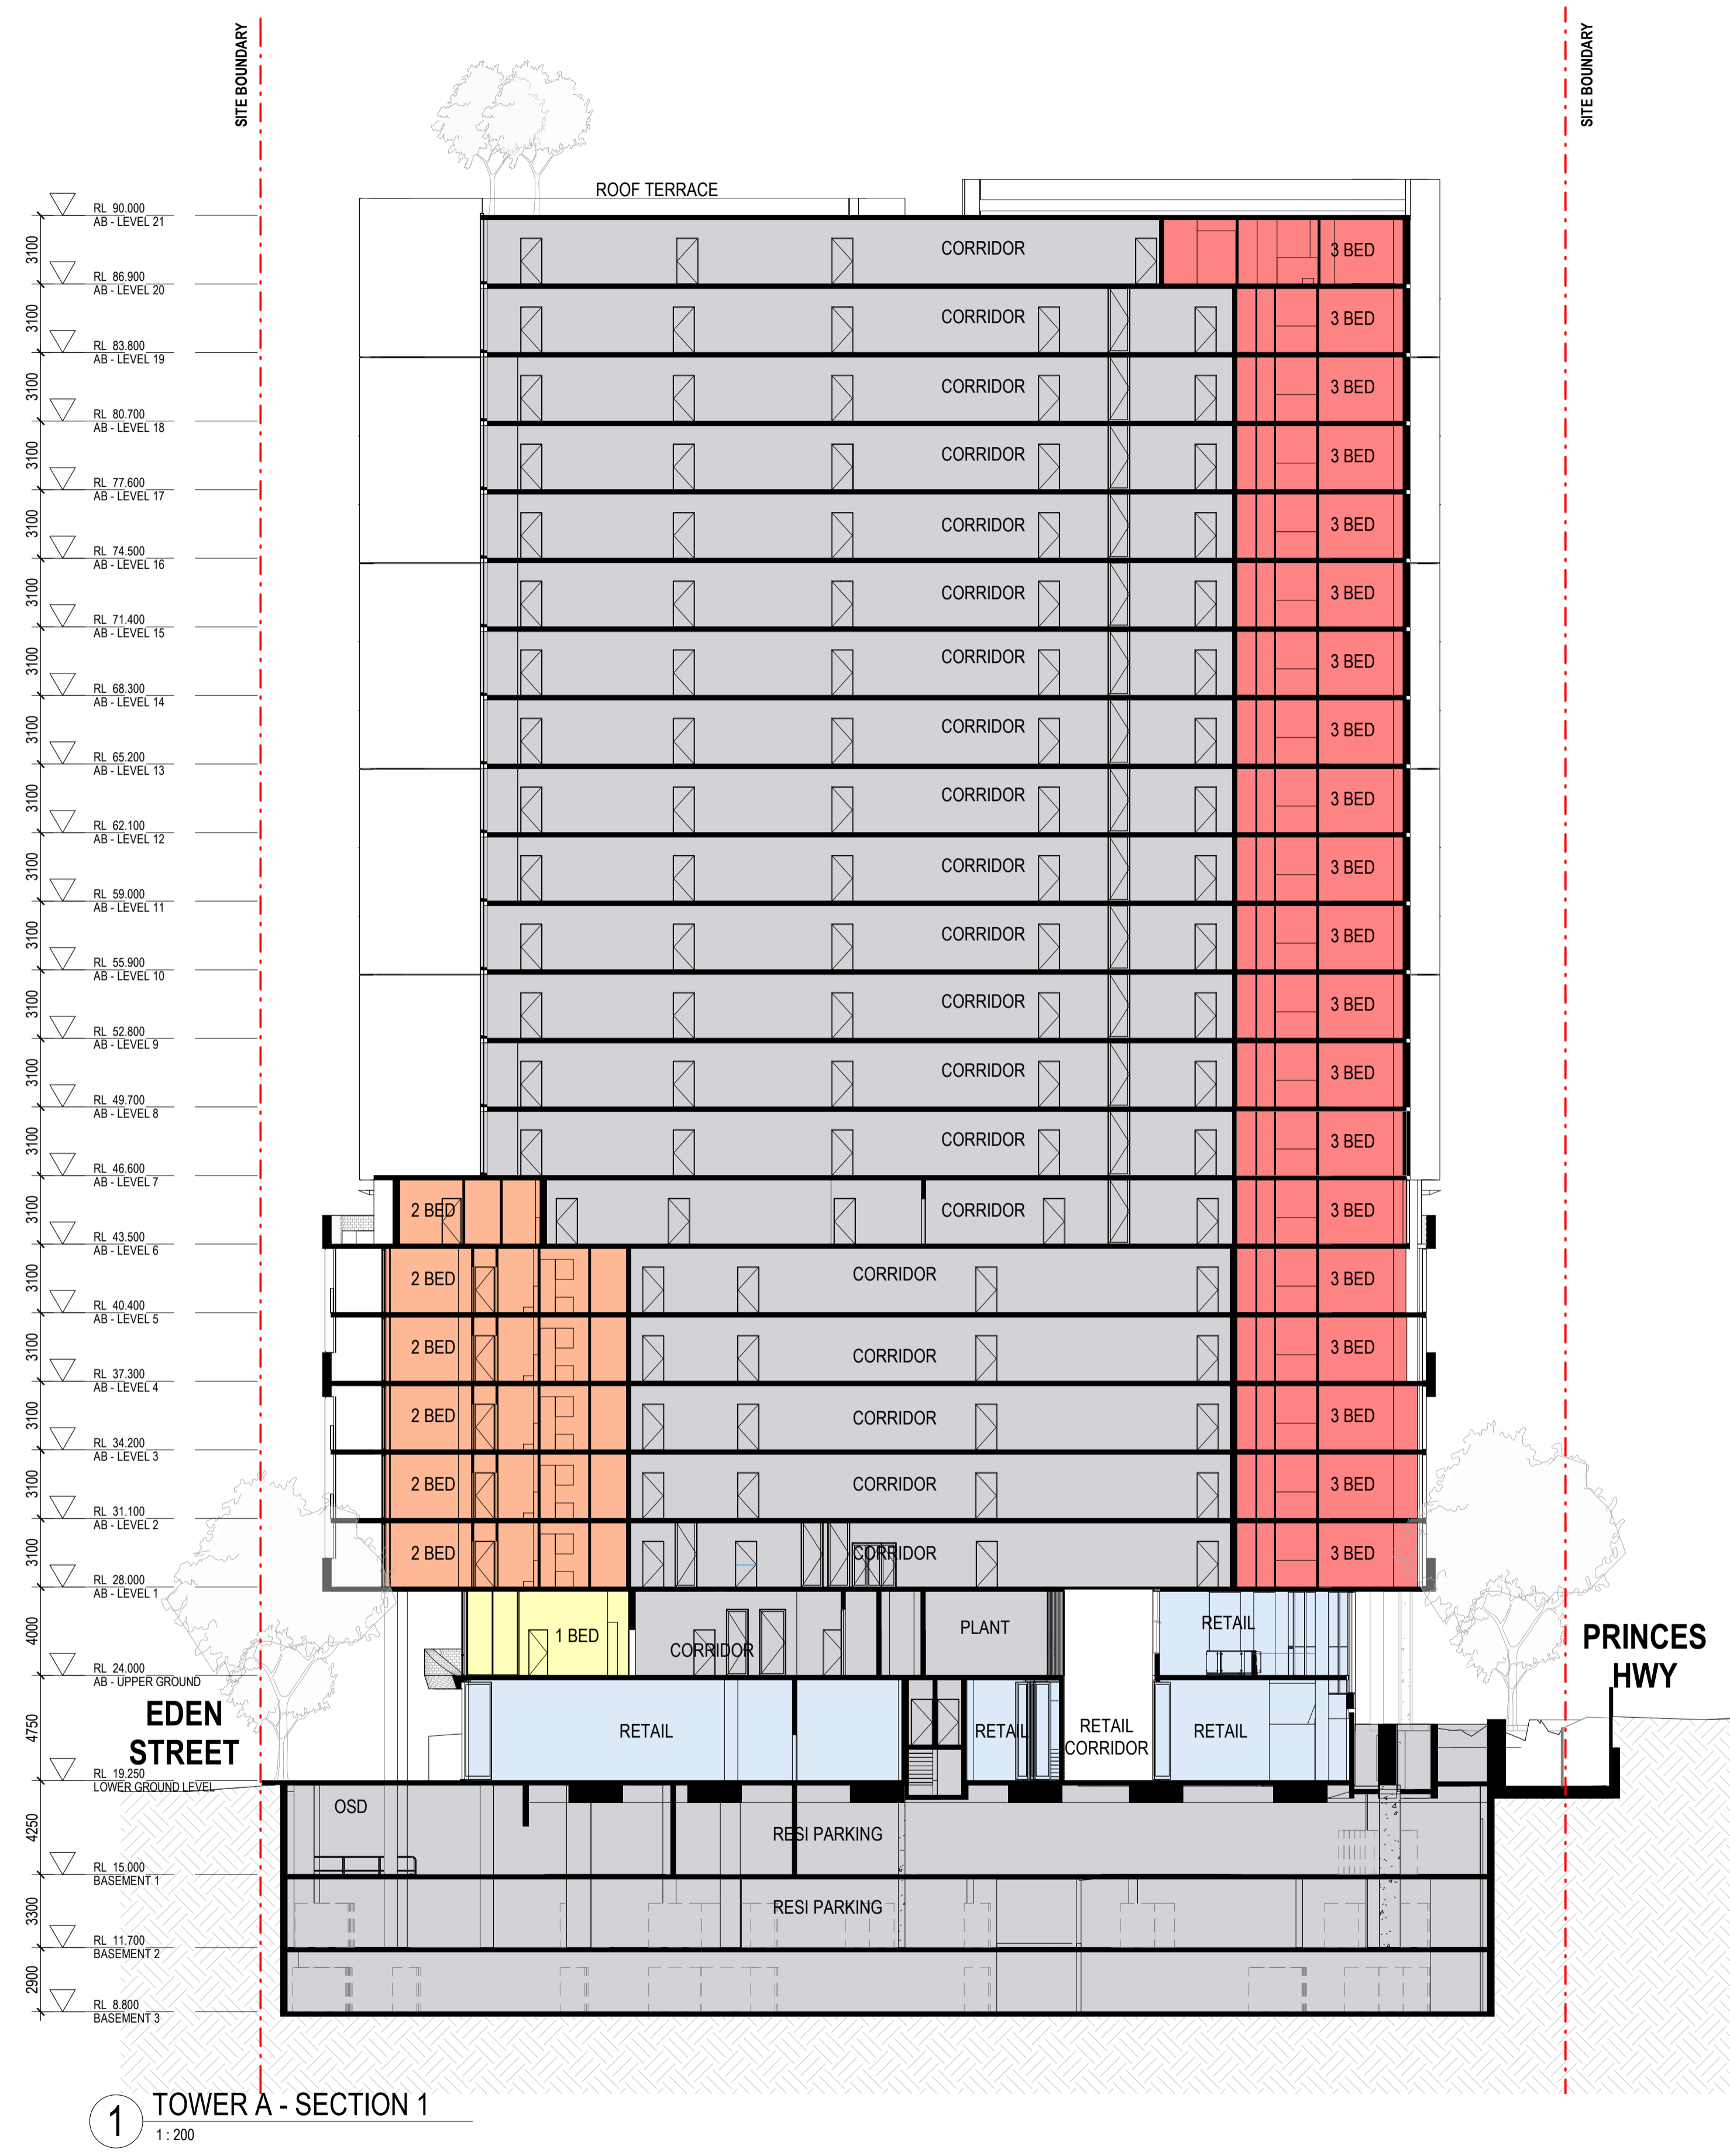 SITE BOUNDARY
SITE BOUNDARY
ROOF TERRACE
RL 90.000
AB - LEVEL 21
3100
CORRIDOR
3 BED
RL 86.900
AB - LEVEL 20
3100
CORRIDOR
3 BED
RL 83.800
AB - LEVEL 19
3100
CORRIDOR
3 BED
RL 80.700
AB - LEVEL 18
3100
CORRIDOR
3 BED
RL 77.600
AB - LEVEL 17
3100
CORRIDOR
3 BED
RL 74.500
AB - LEVEL 16
3100
CORRIDOR
3 BED
RL 71.400
AB - LEVEL 15
3100
CORRIDOR
3 BED
RL 68.300
AB - LEVEL 14
3100
CORRIDOR
3 BED
RL 65.200
AB - LEVEL 13
3100
CORRIDOR
3 BED
RL 62.100
AB - LEVEL 12
3100
CORRIDOR
3 BED
RL 59.000
AB - LEVEL 11
3100
CORRIDOR
3 BED
RL 55.900
AB - LEVEL 10
3100
CORRIDOR
3 BED
RL 52.800
AB - LEVEL 9
3100
CORRIDOR
3 BED
RL 49.700
AB - LEVEL 8
3100
CORRIDOR
3 BED
RL 46.600
AB - LEVEL 7
3100
2 BED
CORRIDOR
3 BED
RL 43.500
AB - LEVEL 6
3100
2 BED
CORRIDOR
3 BED
RL 40.400
AB - LEVEL 5
3100
2 BED
CORRIDOR
3 BED
RL 37.300
AB - LEVEL 4
3100
2 BED
CORRIDOR
3 BED
RL 34.200
AB - LEVEL 3
3100
2 BED
CORRIDOR
3 BED
RL 31.100
AB - LEVEL 2
3100
2 BED
CORRIDOR
3 BED
RL 28.000
AB - LEVEL 1
4000
1 BED
CORRIDOR
PLANT
RETAIL
PRINCES
HWY
RL 24.000
AB - UPPER GROUND
EDEN
STREET
4750
RETAIL
RETAIL
RETAIL
CORRIDOR
RETAIL
RL 19.250
LOWER GROUND LEVEL
4250
OSD
RESI PARKING
RL 15.000
BASEMENT 1
3300
RESI PARKING
RL 11.700
BASEMENT 2
2900
RL 8.800
BASEMENT 3
1
TOWER A - SECTION 1
1 : 200